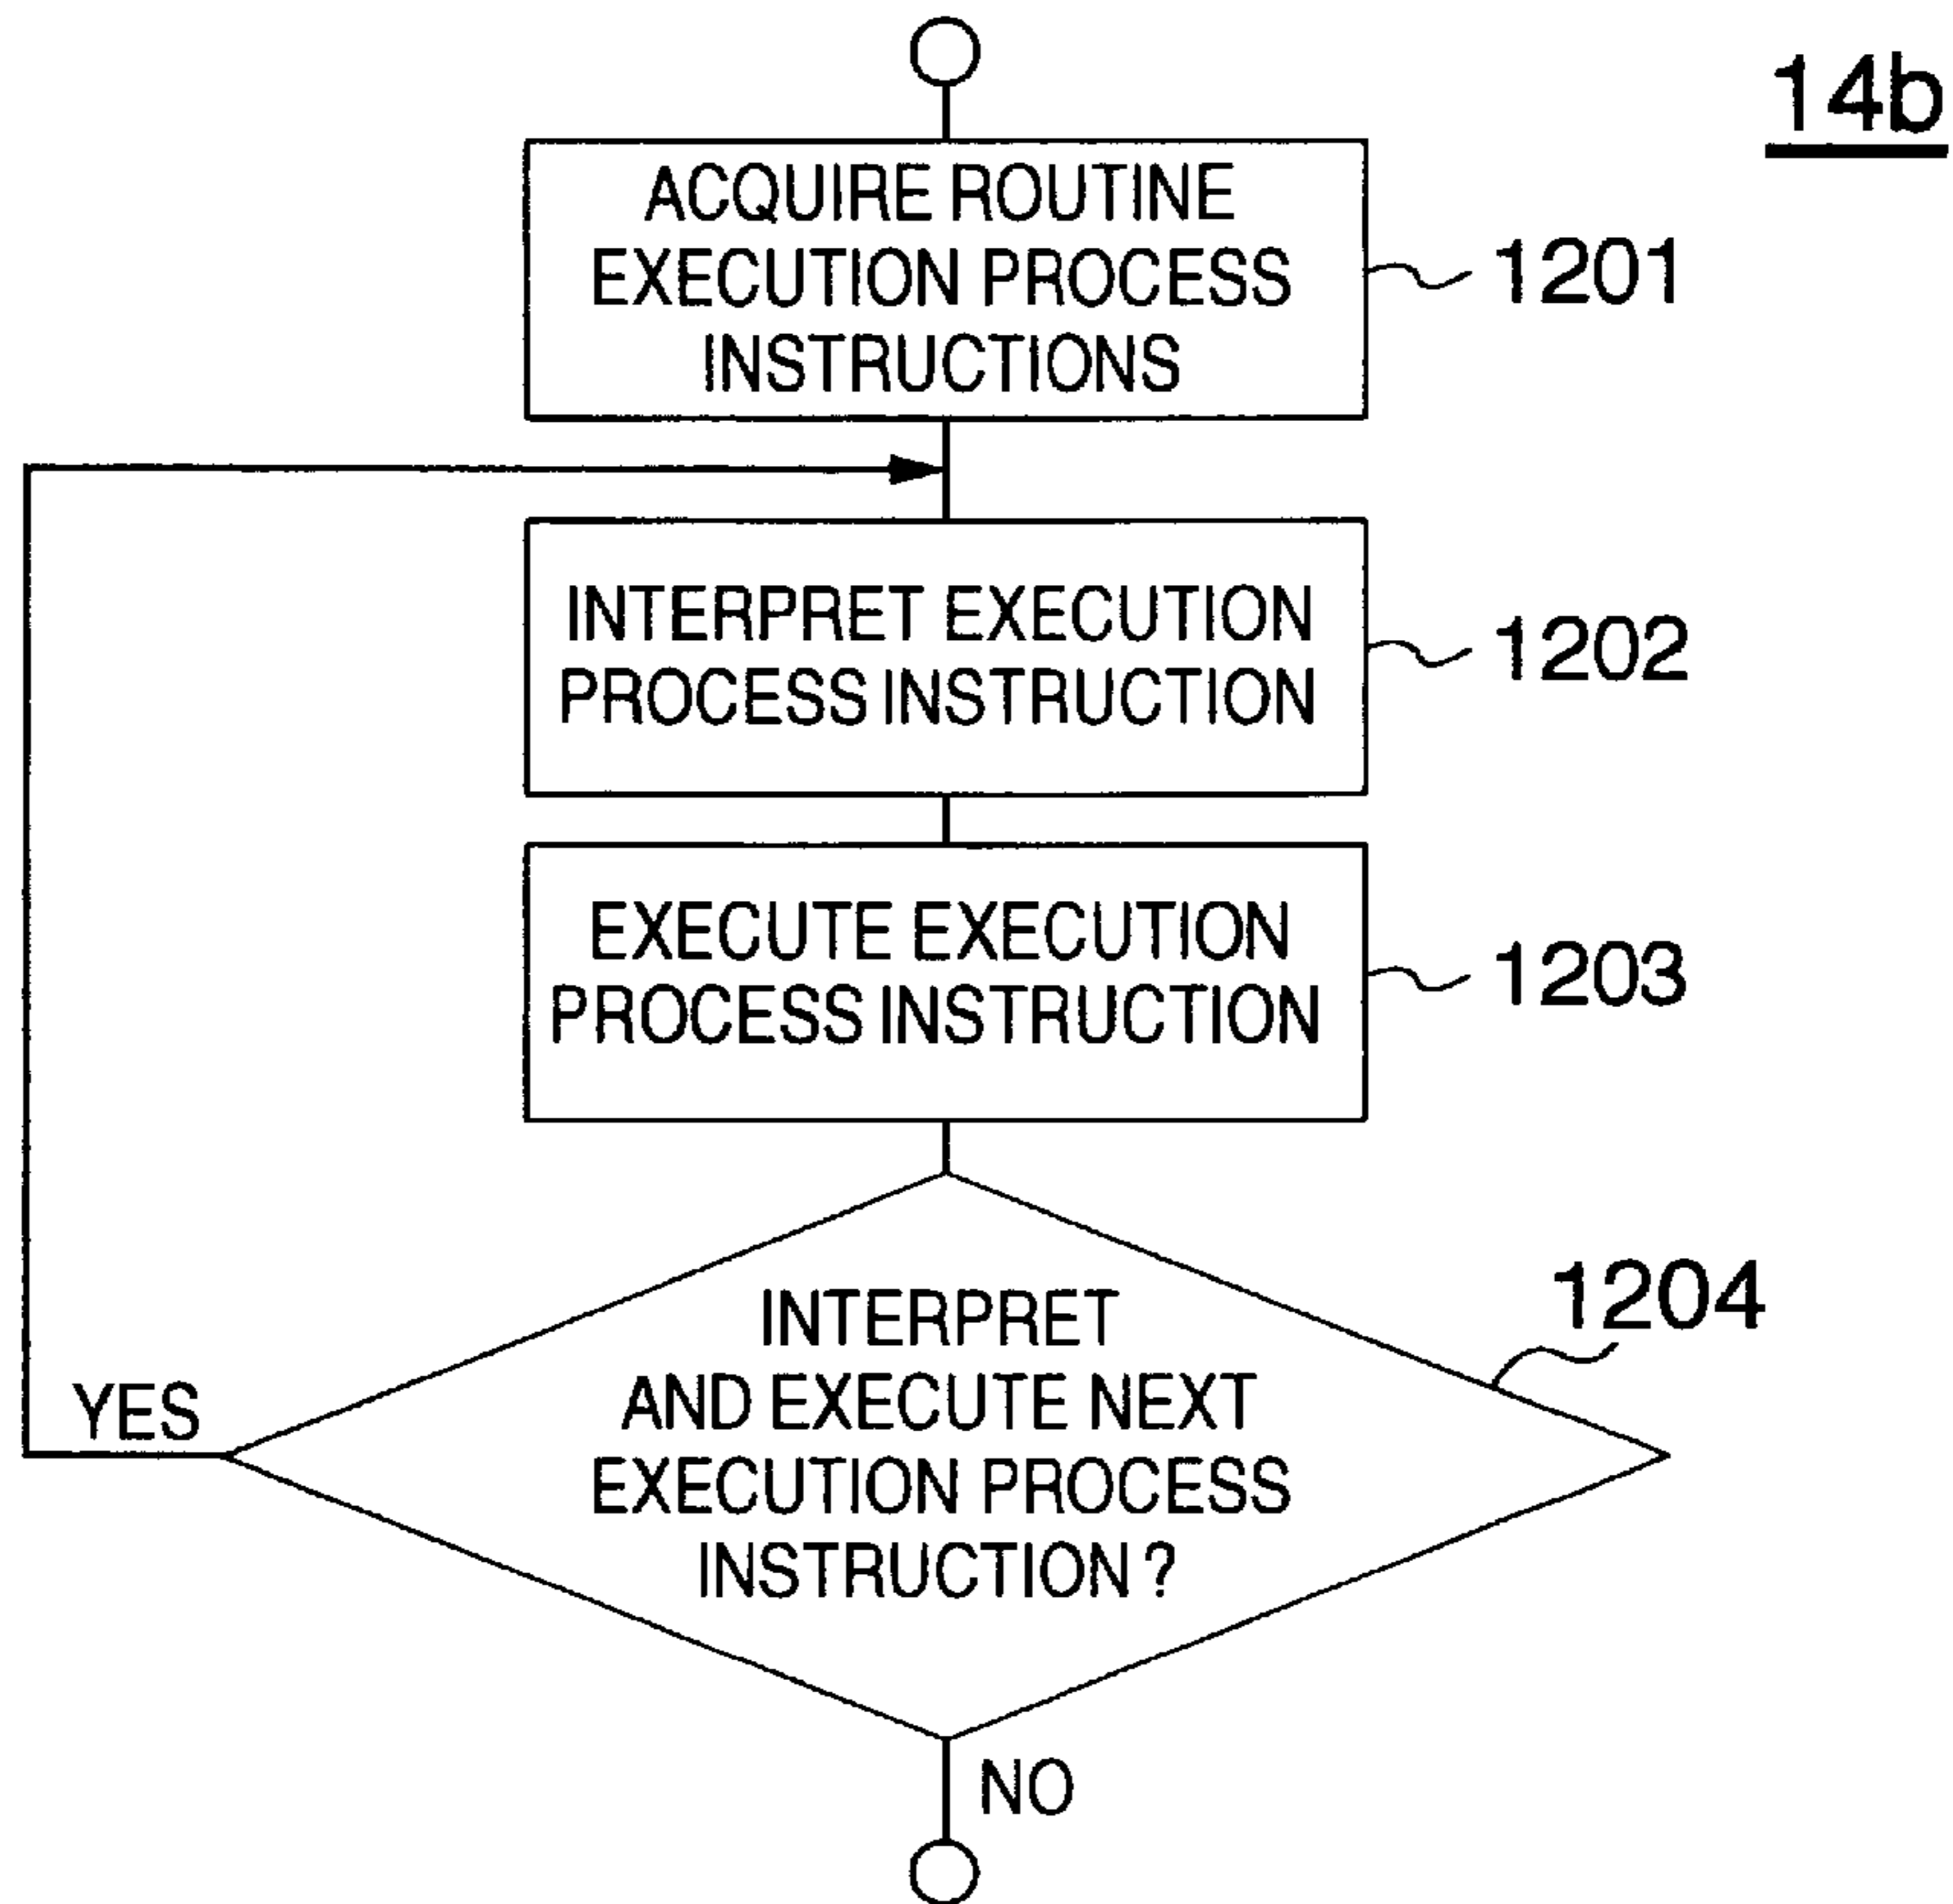 14b
ACQUIRE ROUTINE
EXECUTION PROCESS
INSTRUCTIONS
1201
INTERPRET EXECUTION
PROCESS INSTRUCTION
1202
EXECUTE EXECUTION
PROCESS INSTRUCTION
1203
INTERPRET
AND EXECUTE NEXT
EXECUTION PROCESS
INSTRUCTION?
1204
YES
NO